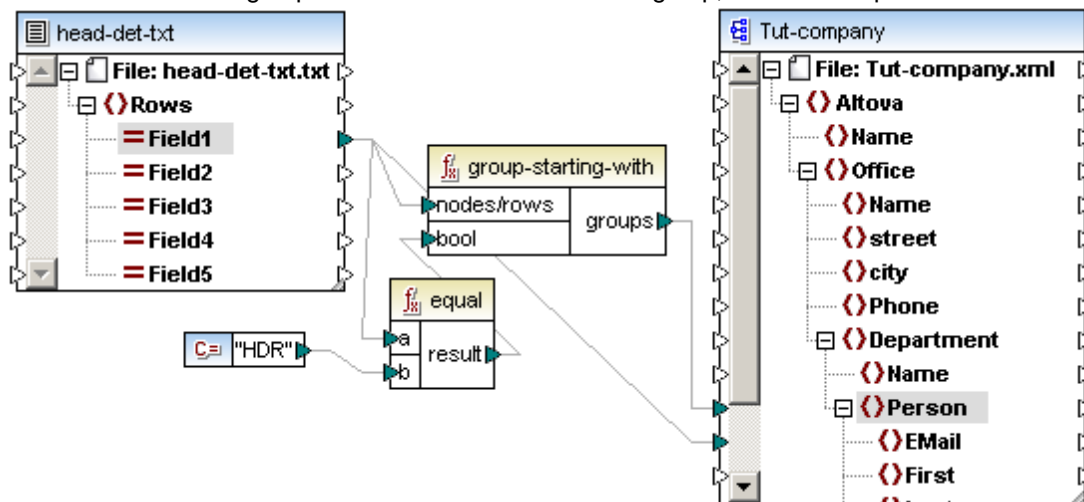 head-det-txt
File: head-det-txt.txt
Rows
Field1
Field2
Field3
Field4
Field5
group-starting-with
nodes/rows
bool
groups
equal
a
b
result
C= "HDR"
Tut-company
File: Tut-company.xml
Altova
Name
Office
Name
street
city
Phone
Department
Name
Person
EMail
First